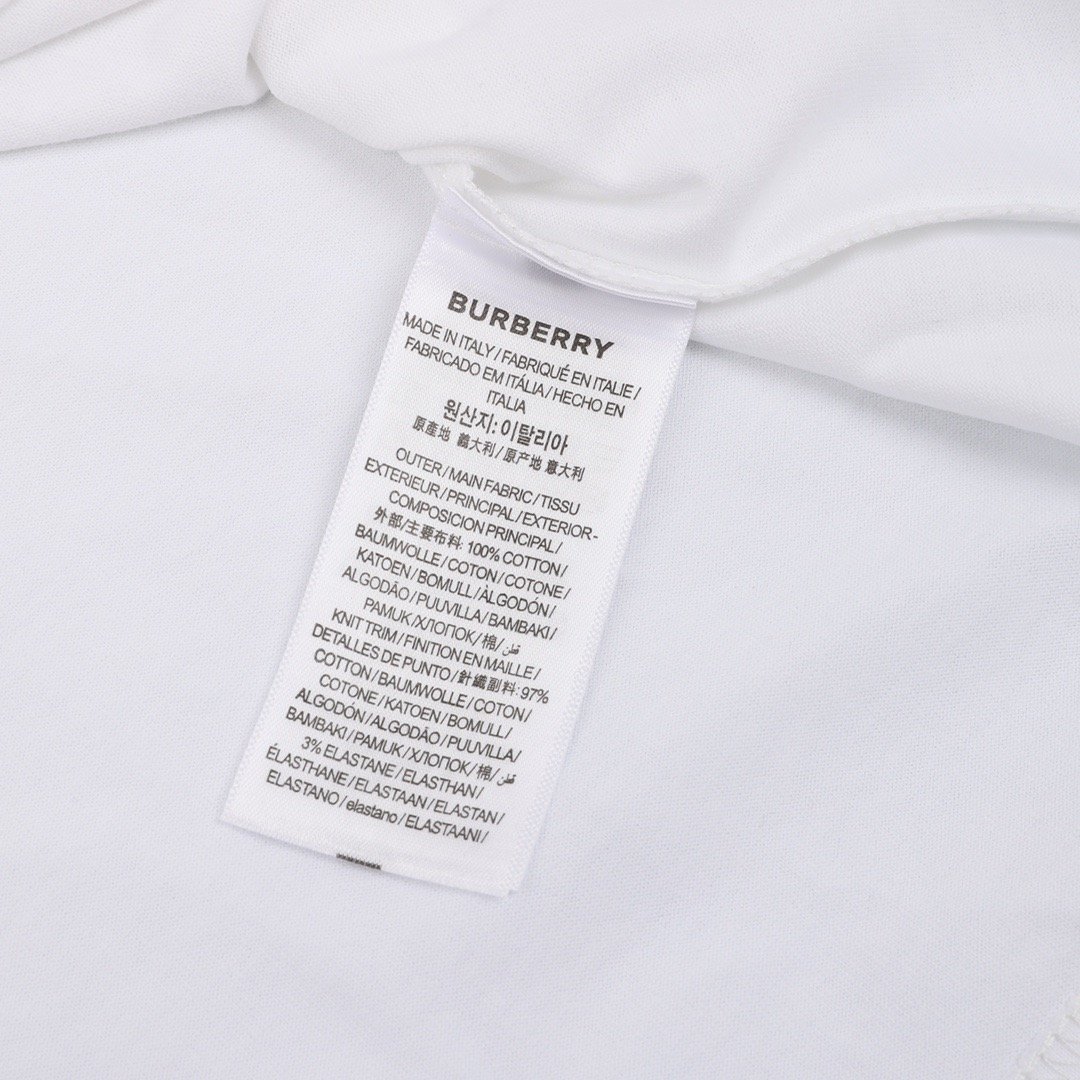 BURBERRY
MADE IN ITALY / FABRIQUÉ EN ITALIE /
FABRICADO EM ITÁLIA / HECHO EN
ITALIA
원산지: 이탈리아
原產地 義大利 / 原产地 意大利
OUTER / MAIN FABRIC / TISSU
EXTERIEUR / PRINCIPAL / EXTERIOR-
COMPOSICION PRINCIPAL /
外部/主要布料: 100% COTTON /
BAUMWOLLE / COTON / COTONE /
KATOEN / BOMULL / ÀLGODÓN /
ALGODÃO / PUUVILLA / BAMBAKI /
PAMUK / ХЛОПОК / 棉 / قطن
KNIT TRIM / FINITION EN MAILLE /
DETALLES DE PUNTO / 針織副料: 97%
COTTON / BAUMWOLLE / COTON /
COTONE / KATOEN / BOMULL /
ALGODÓN / ALGODÃO / PUUVILLA /
BAMBAKI / PAMUK / ХЛОПОК / 棉 / قطن
3% ELASTANE / ELASTHAN /
ÉLASTHANE / ELASTAAN / ELASTAN /
ELASTANO / elastano / ELASTAANI /